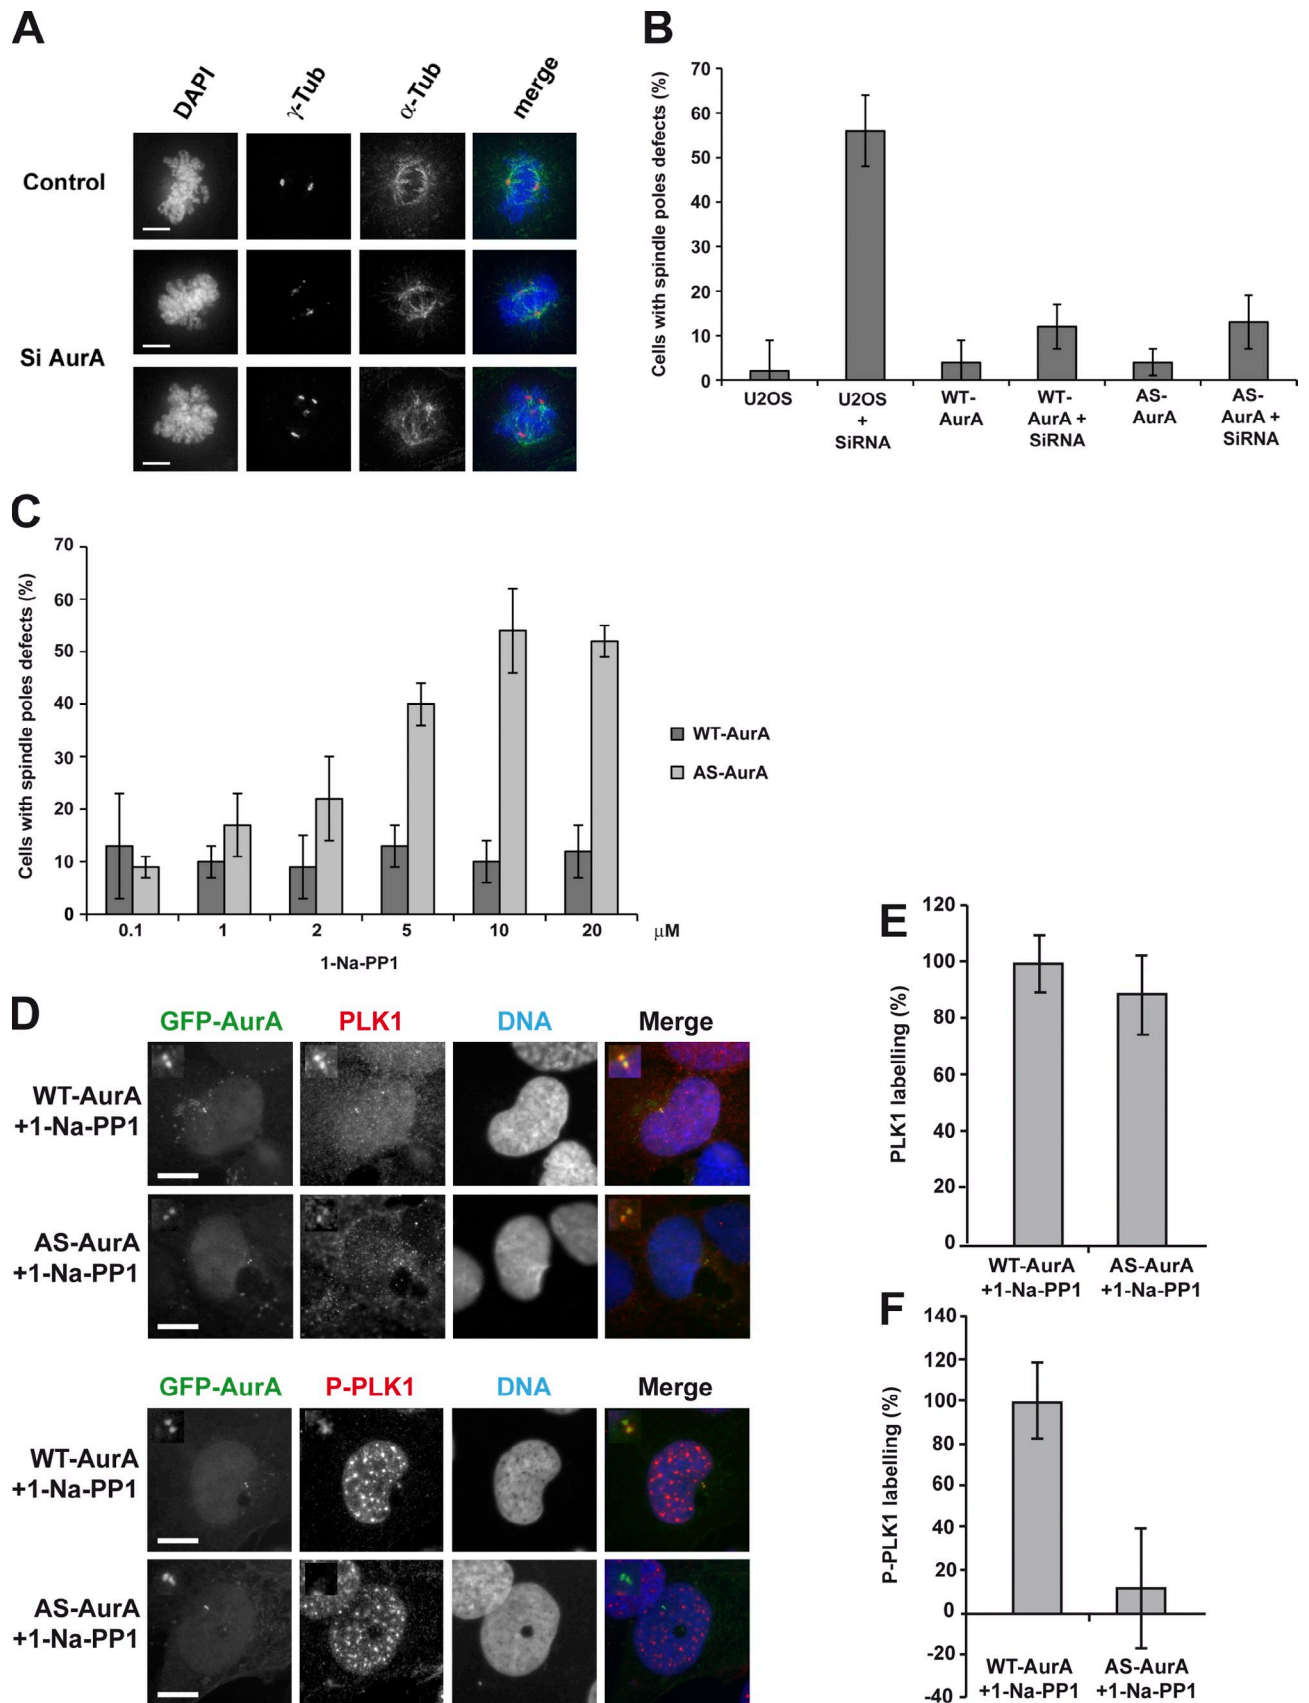 A
DAPI
γ-Tub
α-Tub
merge
Control
Si AurA
B
Cells with spindle poles defects (%)
70
60
50
40
30
20
10
0
U2OS
U2OS
+
SiRNA
WT-
AurA
WT-
AurA +
SiRNA
AS-
AurA
AS-
AurA +
SiRNA
C
Cells with spindle poles defects (%)
70
60
50
40
30
20
10
0
0.1
1
2
5
10
20
μM
1-Na-PP1
WT-AurA
AS-AurA
D
GFP-AurA
PLK1
DNA
Merge
WT-AurA
+1-Na-PP1
AS-AurA
+1-Na-PP1
GFP-AurA
P-PLK1
DNA
Merge
WT-AurA
+1-Na-PP1
AS-AurA
+1-Na-PP1
E
PLK1 labelling (%)
120
100
80
60
40
20
0
WT-AurA
+1-Na-PP1
AS-AurA
+1-Na-PP1
F
P-PLK1 labelling (%)
140
120
100
80
60
40
20
0
-20
-40
WT-AurA
+1-Na-PP1
AS-AurA
+1-Na-PP1